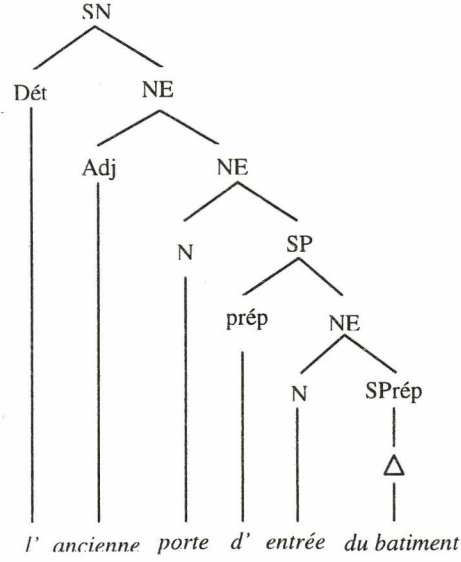 SN
Dét NE
Adj NE
N SP
prép NE
N SPrép
l' ancienne porte d' entrée du batiment